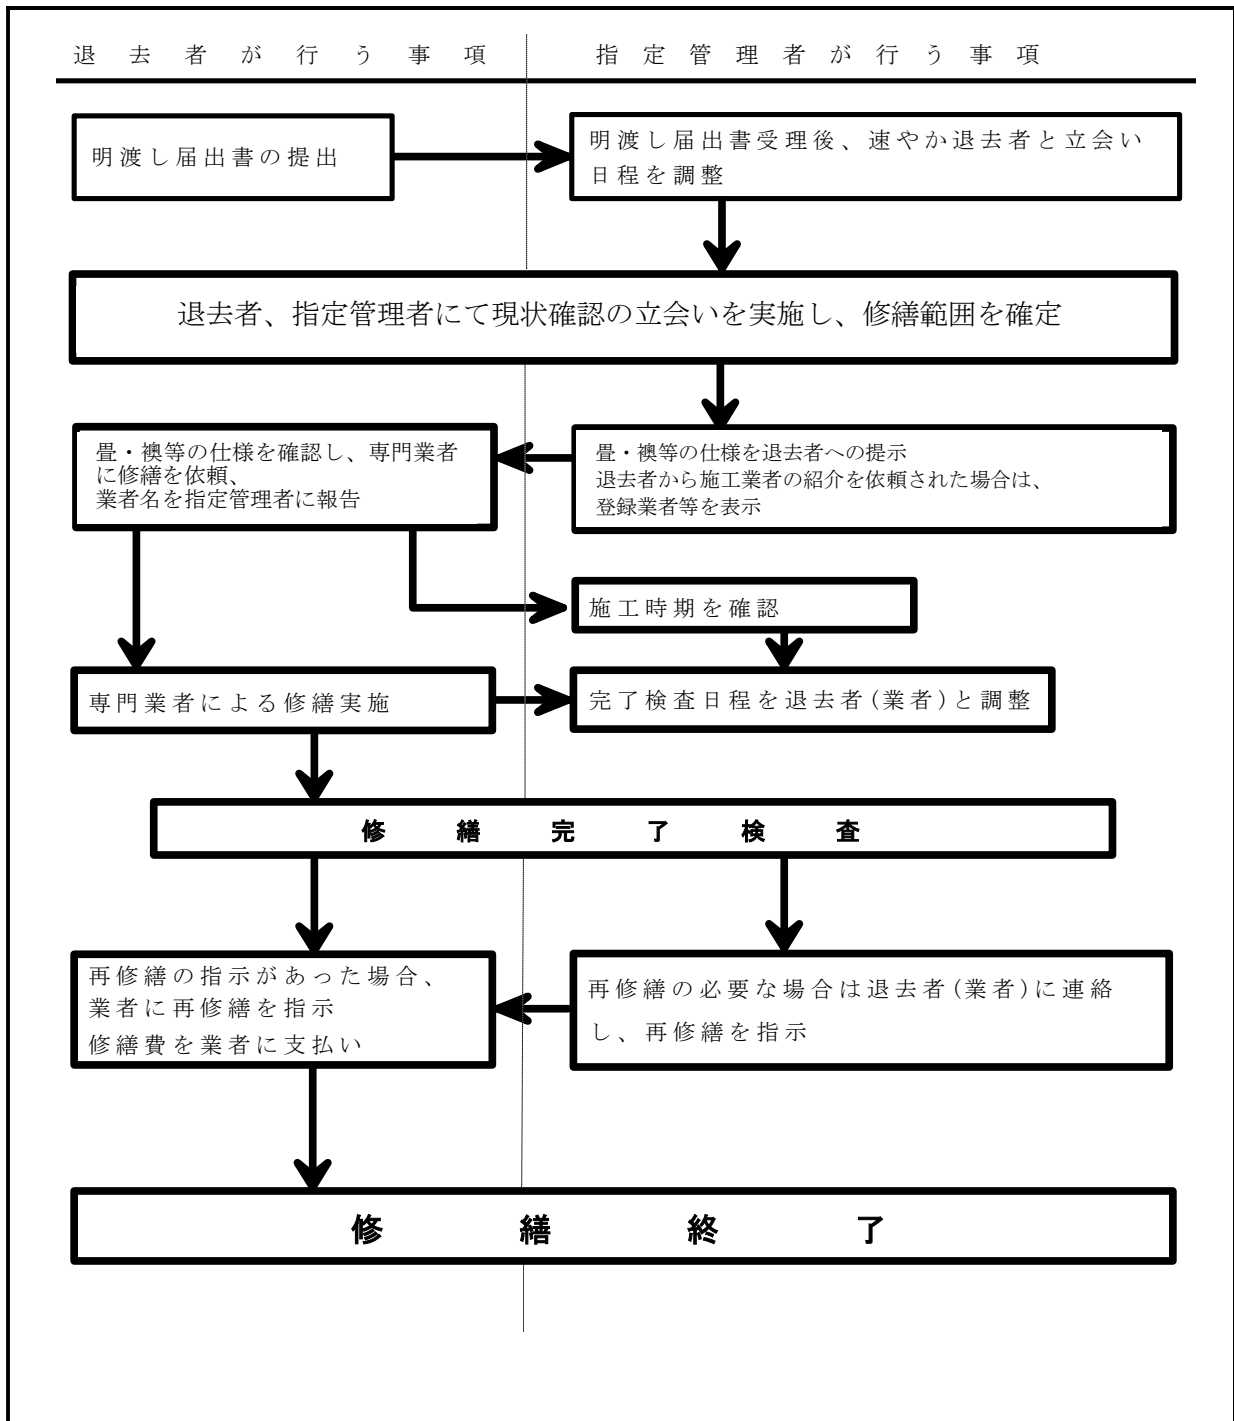 退去者が行う事項
指定管理者が行う事項
明渡し届出書の提出
明渡し届出書受理後、速やか退去者と立会い
日程を調整
退去者、指定管理者にて現状確認の立会いを実施し、修繕範囲を確定
畳・襖等の仕様を確認し、専門業者
に修繕を依頼、
業者名を指定管理者に報告
畳・襖等の仕様を退去者への提示
退去者から施工業者の紹介を依頼された場合は、
登録業者等を表示
施工時期を確認
専門業者による修繕実施
完了検査日程を退去者(業者)と調整
修繕完了検査
再修繕の指示があった場合、
業者に再修繕を指示
修繕費を業者に支払い
再修繕の必要な場合は退去者(業者)に連絡
し、再修繕を指示
修繕終了